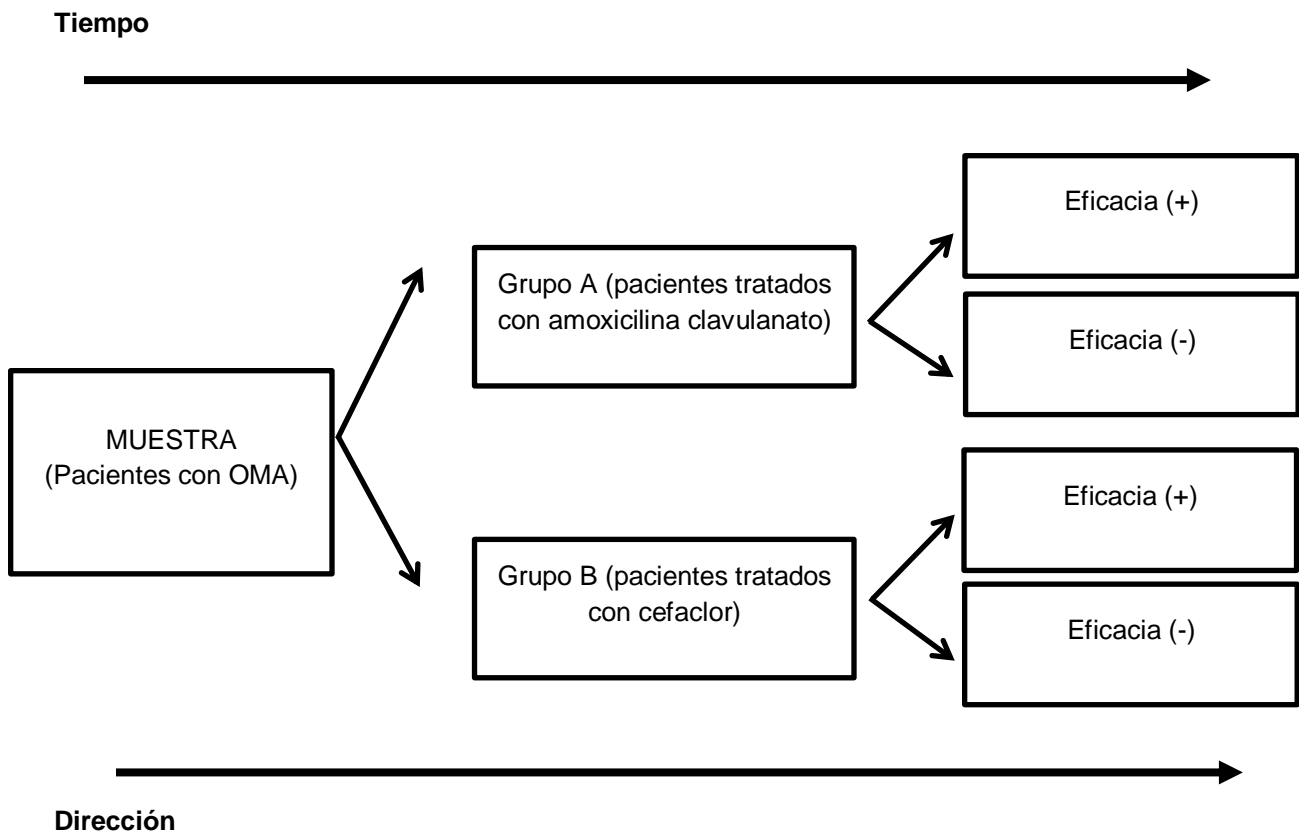 Tiempo
Eficacia (+)
Grupo A (pacientes tratados
con amoxicilina clavulanato)
Eficacia (-)
MUESTRA
(Pacientes con OMA)
Eficacia (+)
Grupo B (pacientes tratados
con cefaclor)
Eficacia (-)
Dirección